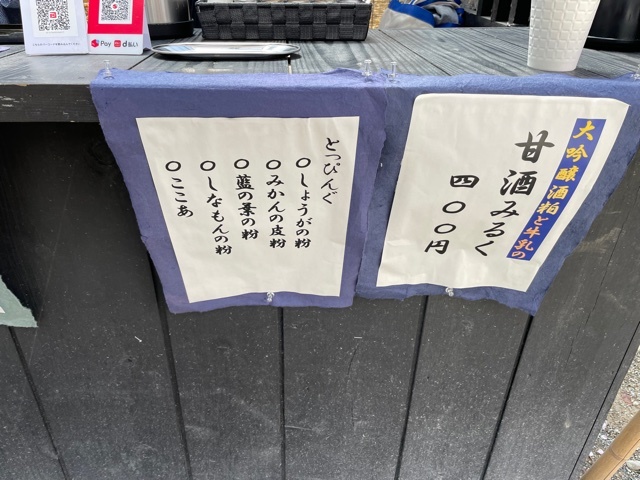 大吟醸酒粕と牛乳の
甘酒みるく
四〇〇円
とっぴんぐ
○しょうがの粉
○みかんの皮粉
○藍の葉の粉
○しなもんの粉
○ここあ
Pay
d払い